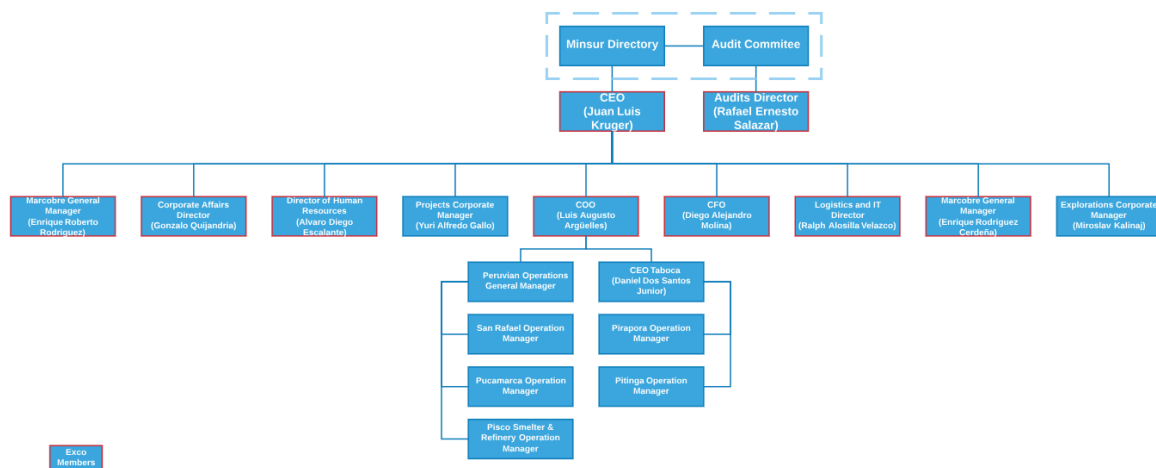 Minsur Directory
Audit Commitee
CEO
(Juan Luis
Kruger)
Audits Director
(Rafael Ernesto
Salazar)
Marcobre General
Manager
(Enrique Roberto
Rodriguez)
Corporate Affairs
Director
(Gonzalo Quijandria)
Director of Human
Resources
(Alvaro Diego
Escalante)
Projects Corporate
Manager
(Yuri Alfredo Gallo)
COO
(Luis Augusto
Argüelles)
CFO
(Diego Alejandro
Molina)
Logistics and IT
Director
(Ralph Alosilla Velazco)
Marcobre General
Manager
(Enrique Rodriguez
Cerdeña)
Explorations Corporate
Manager
(Miroslav Kalinaj)
Peruvian Operations
General Manager
CEO Taboca
(Daniel Dos Santos
Junior)
San Rafael Operation
Manager
Pirapora Operation
Manager
Pucamarca Operation
Manager
Pitinga Operation
Manager
Pisco Smelter &
Refinery Operation
Manager
Exco
Members